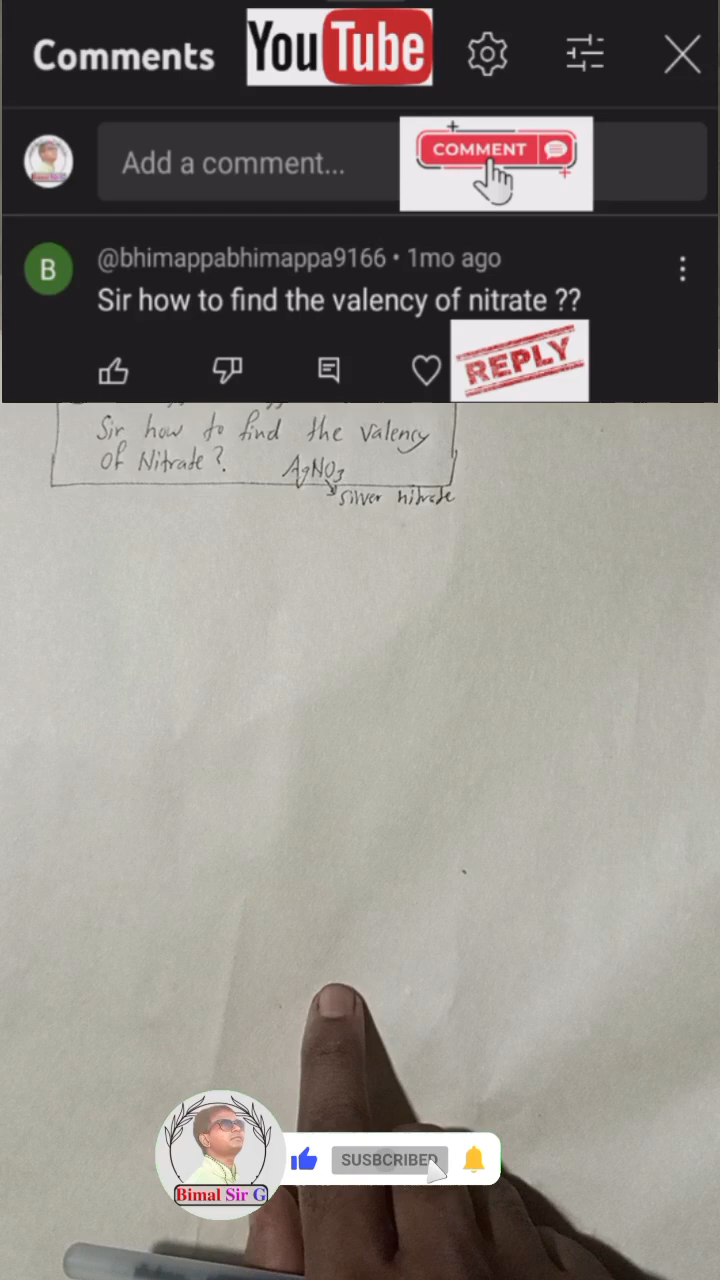 Comments
YouTube
Add a comment...
COMMENT
B
@bhimappabhimappa9166 • 1mo ago
Sir how to find the valency of nitrate ??
REPLY
Sir how to find the valency
of Nitrate?
AgNO3
Silver nitrate
SUSBCRIBED
Bimal Sir G